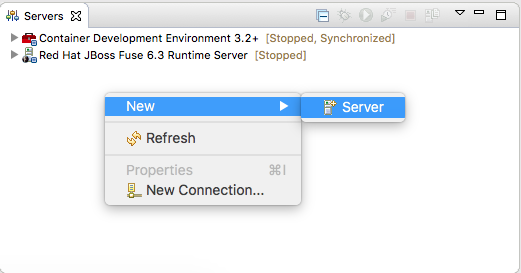 Servers
Container Development Environment 3.2+ [Stopped, Synchronized]
Red Hat JBoss Fuse 6.3 Runtime Server [Stopped]
New
Server
Refresh
Properties ⌘I
New Connection...